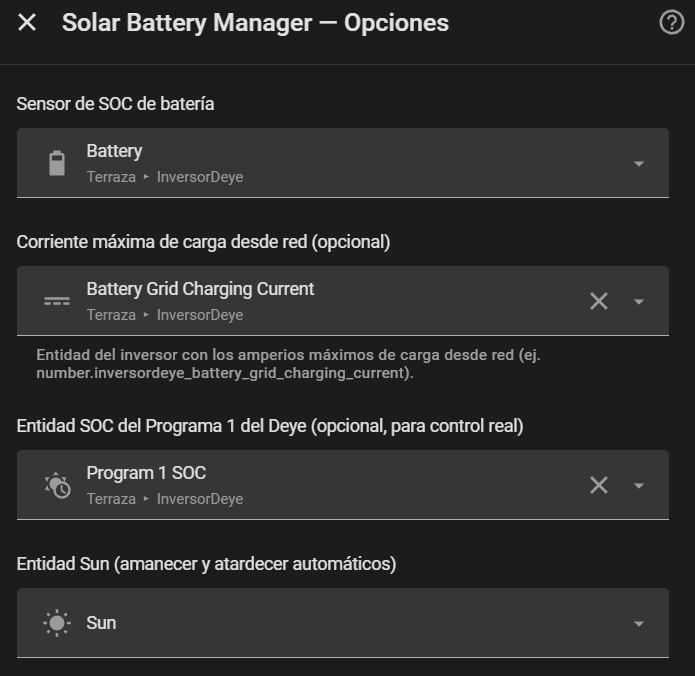 Solar Battery Manager — Opciones
Sensor de SOC de batería
Battery
Terraza ▸ InversorDeye
Corriente máxima de carga desde red (opcional)
Battery Grid Charging Current
Terraza ▸ InversorDeye
Entidad del inversor con los amperios máximos de carga desde red (ej.
number.inversordeye_battery_grid_charging_current).
Entidad SOC del Programa 1 del Deye (opcional, para control real)
Program 1 SOC
Terraza ▸ InversorDeye
Entidad Sun (amanecer y atardecer automáticos)
Sun